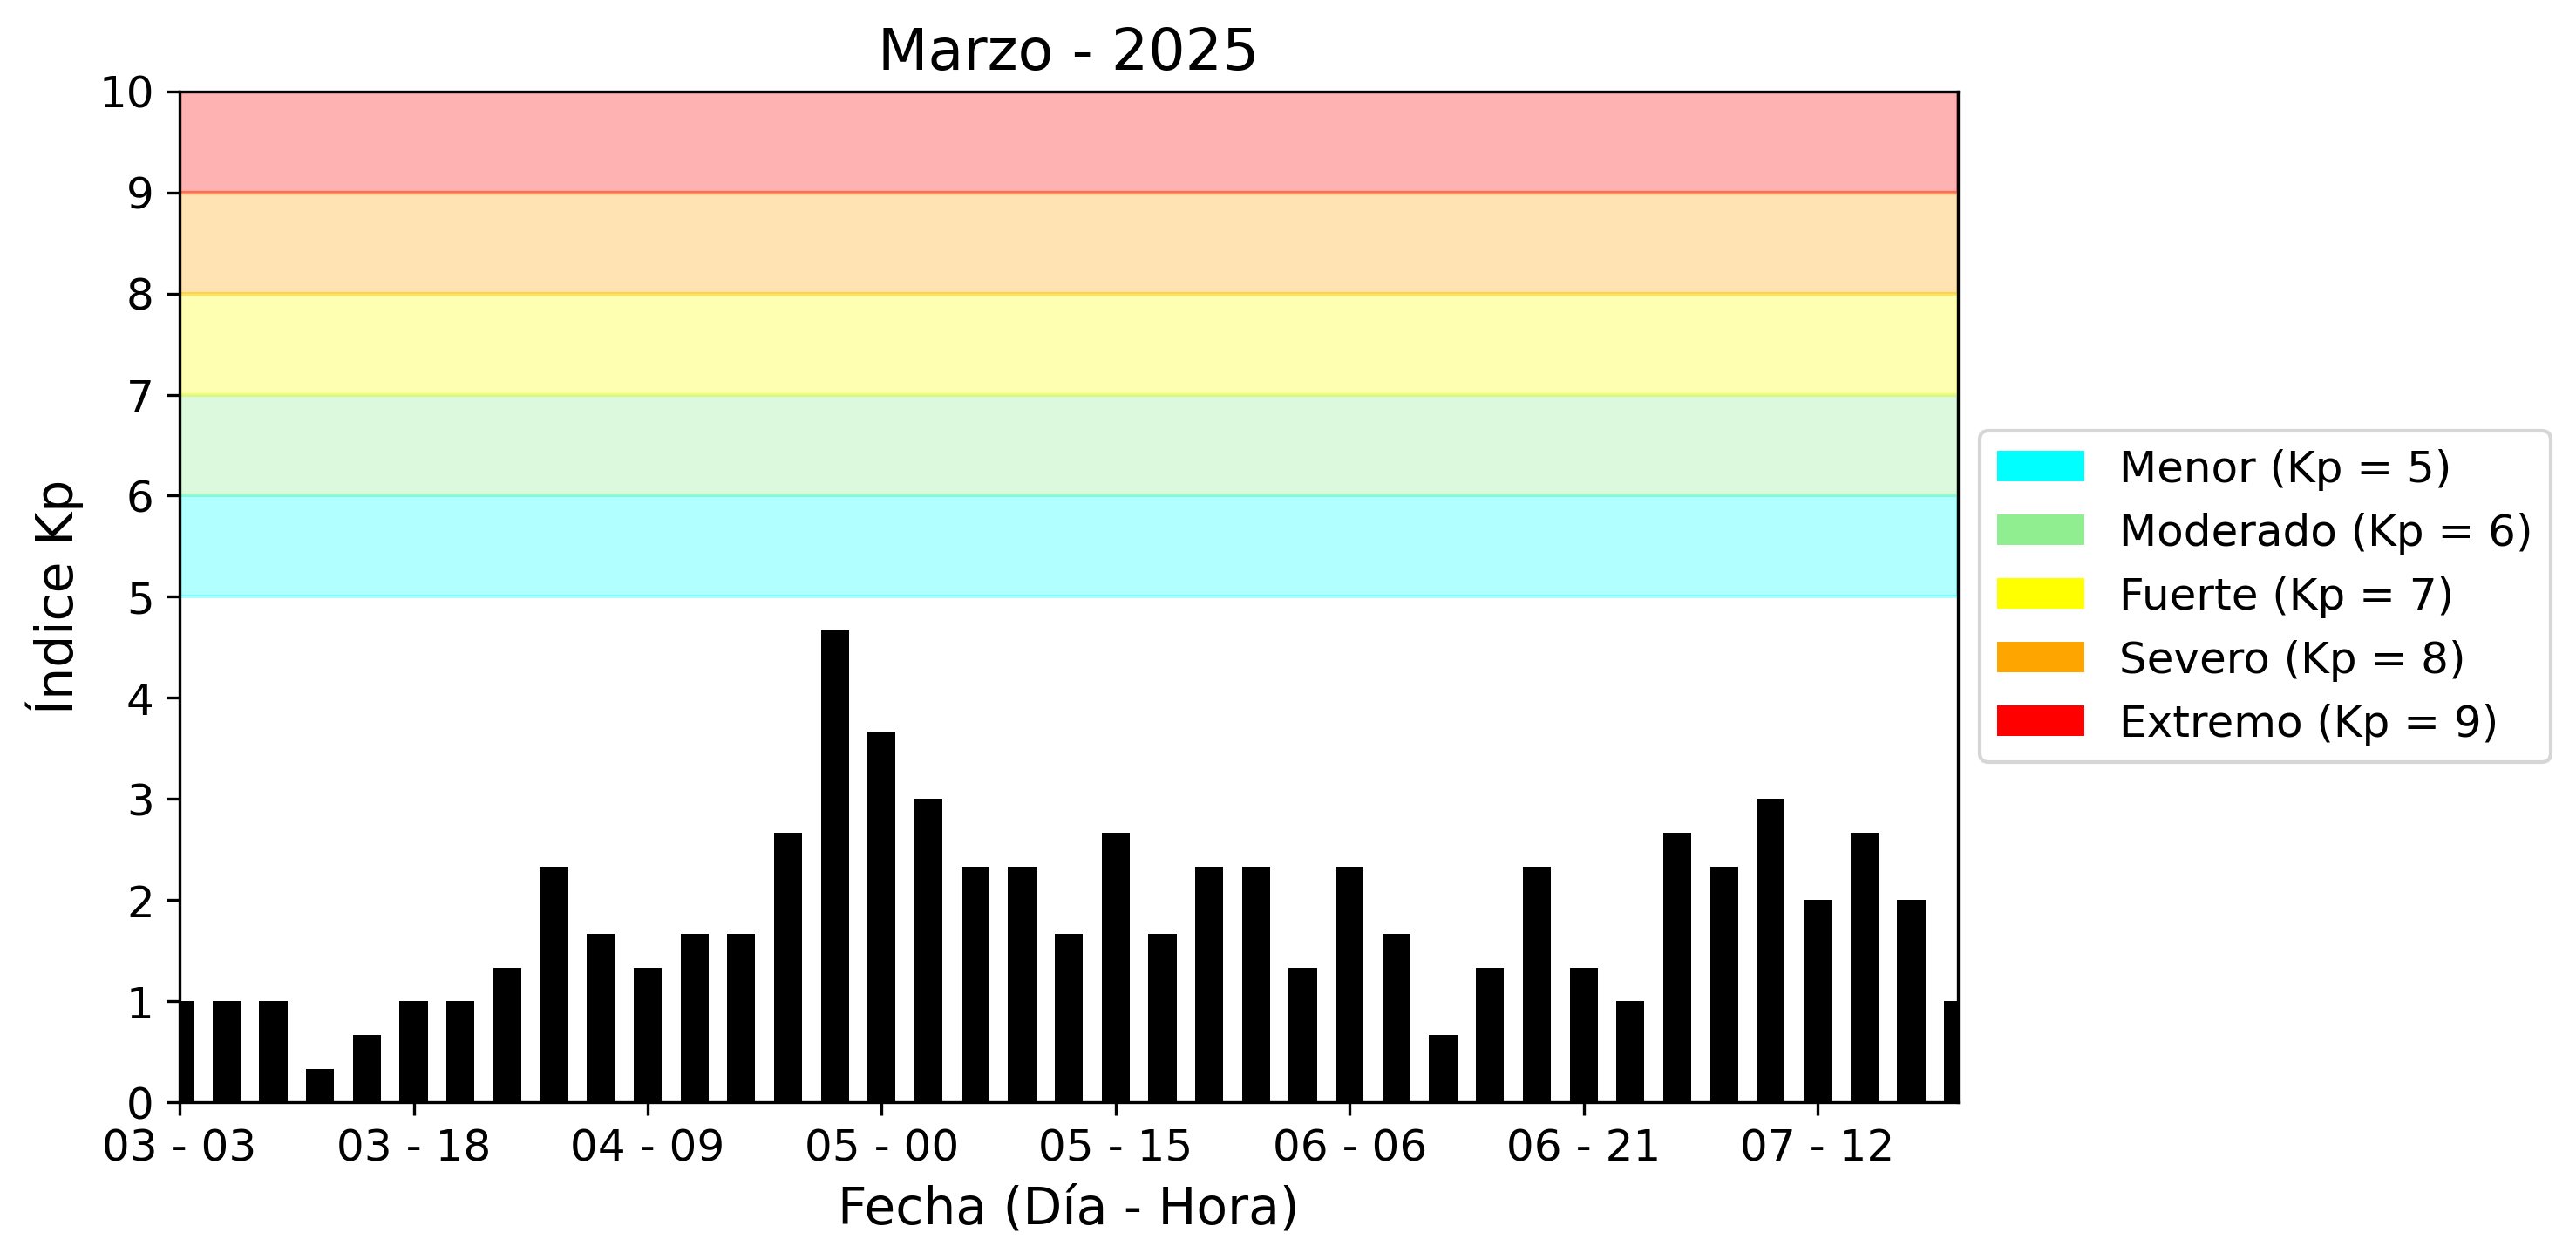 Marzo - 2025
10
9
8
7
6
5
4
3
2
1
0
Índice Kp
03 - 03
03 - 18
04 - 09
05 - 00
05 - 15
06 - 06
06 - 21
07 - 12
Fecha (Día - Hora)
Menor (Kp = 5)
Moderado (Kp = 6)
Fuerte (Kp = 7)
Severo (Kp = 8)
Extremo (Kp = 9)